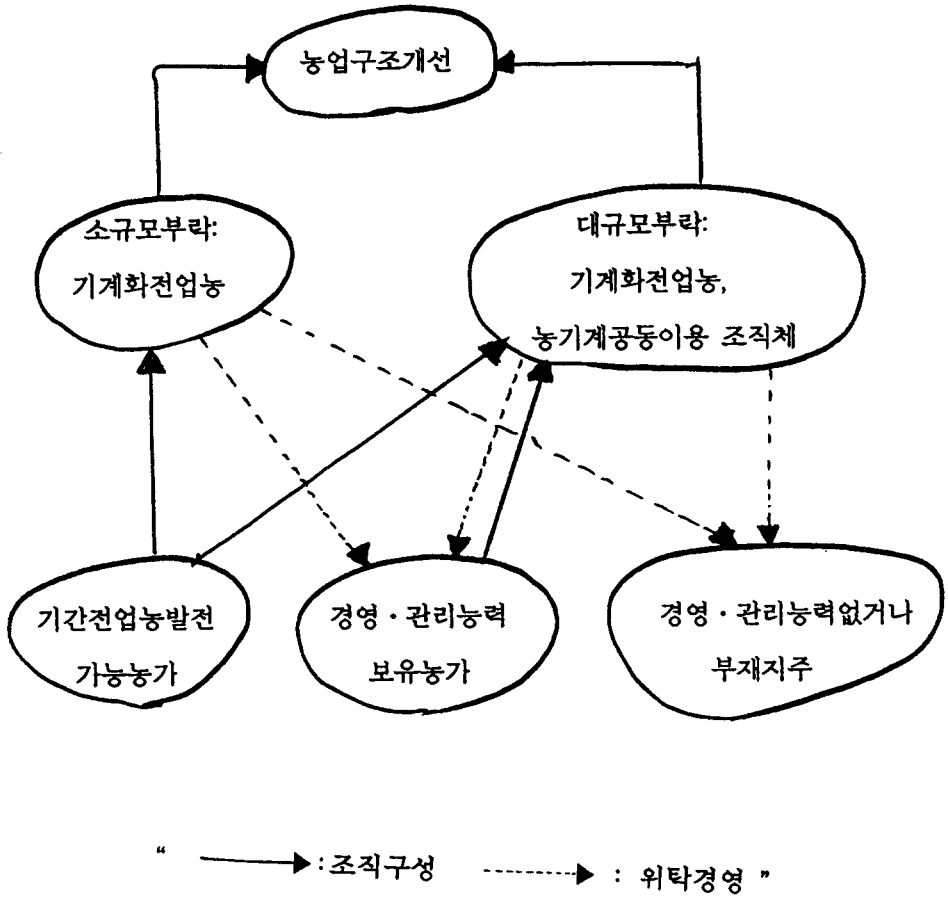 농업구조개선
소규모부락:
기계화전업농
대규모부락:
기계화전업농,
농기계공동이용 조직체
기간전업농발전
가능농가
경영·관리능력
보유농가
경영·관리능력없거나
부재지주
“ :조직구성 : 위탁경영 ”